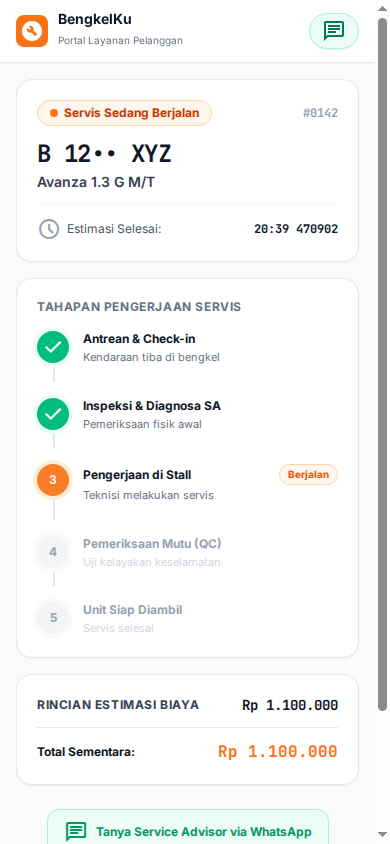 BengkelKu
Portal Layanan Pelanggan
Servis Sedang Berjalan
#0142
B 12•• XYZ
Avanza 1.3 G M/T
Estimasi Selesai:
20:39 470902
TAHAPAN PENGERJAAN SERVIS
Antrean & Check-in
Kendaraan tiba di bengkel
Inspeksi & Diagnosa SA
Pemeriksaan fisik awal
3
Pengerjaan di Stall
Berjalan
Teknisi melakukan servis
4
Pemeriksaan Mutu (QC)
Uji kelayakan keselamatan
5
Unit Siap Diambil
Servis selesai
RINCIAN ESTIMASI BIAYA
Rp 1.100.000
Total Sementara:
Rp 1.100.000
Tanya Service Advisor via WhatsApp